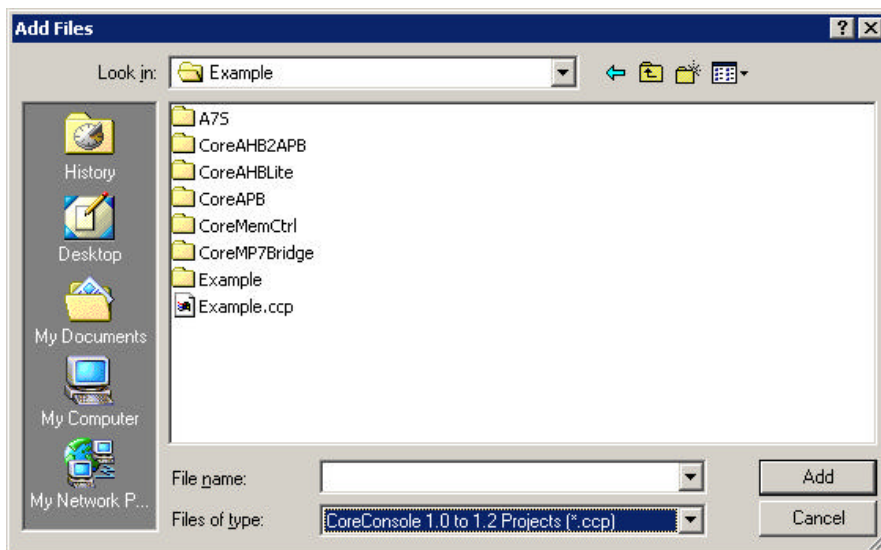 Add Files
Look in: Example
History
Desktop
My Documents
My Computer
My Network P...
A7S
CoreAHB2APB
CoreAHBLite
CoreAPB
CoreMemCtrl
CoreMP7Bridge
Example
Example.ccp
File name:
Add
Files of type: CoreConsole 1.0 to 1.2 Projects (*.ccp)
Cancel